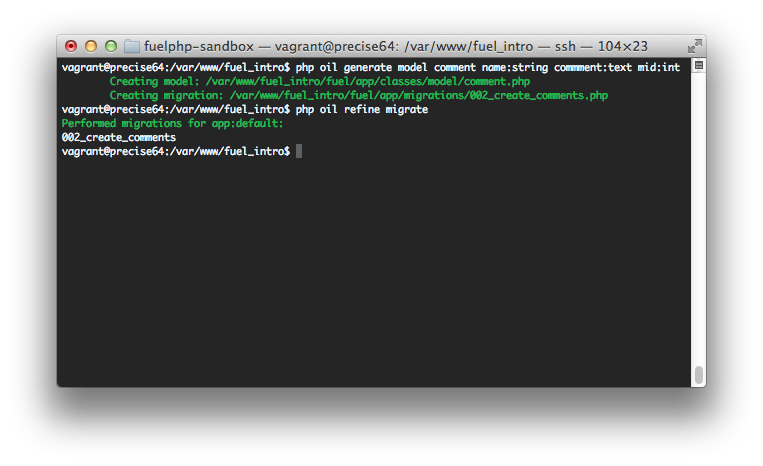 fuelphp-sandbox — vagrant@precise64: /var/www/fuel_intro — ssh — 104×23
vagrant@precise64:/var/www/fuel_intro$ php oil generate model comment name:string commment:text mid:int
Creating model: /var/www/fuel_intro/fuel/app/classes/model/comment.php
Creating migration: /var/www/fuel_intro/fuel/app/migrations/002_create_comments.php
vagrant@precise64:/var/www/fuel_intro$ php oil refine migrate
Performed migrations for app:default:
002_create_comments
vagrant@precise64:/var/www/fuel_intro$